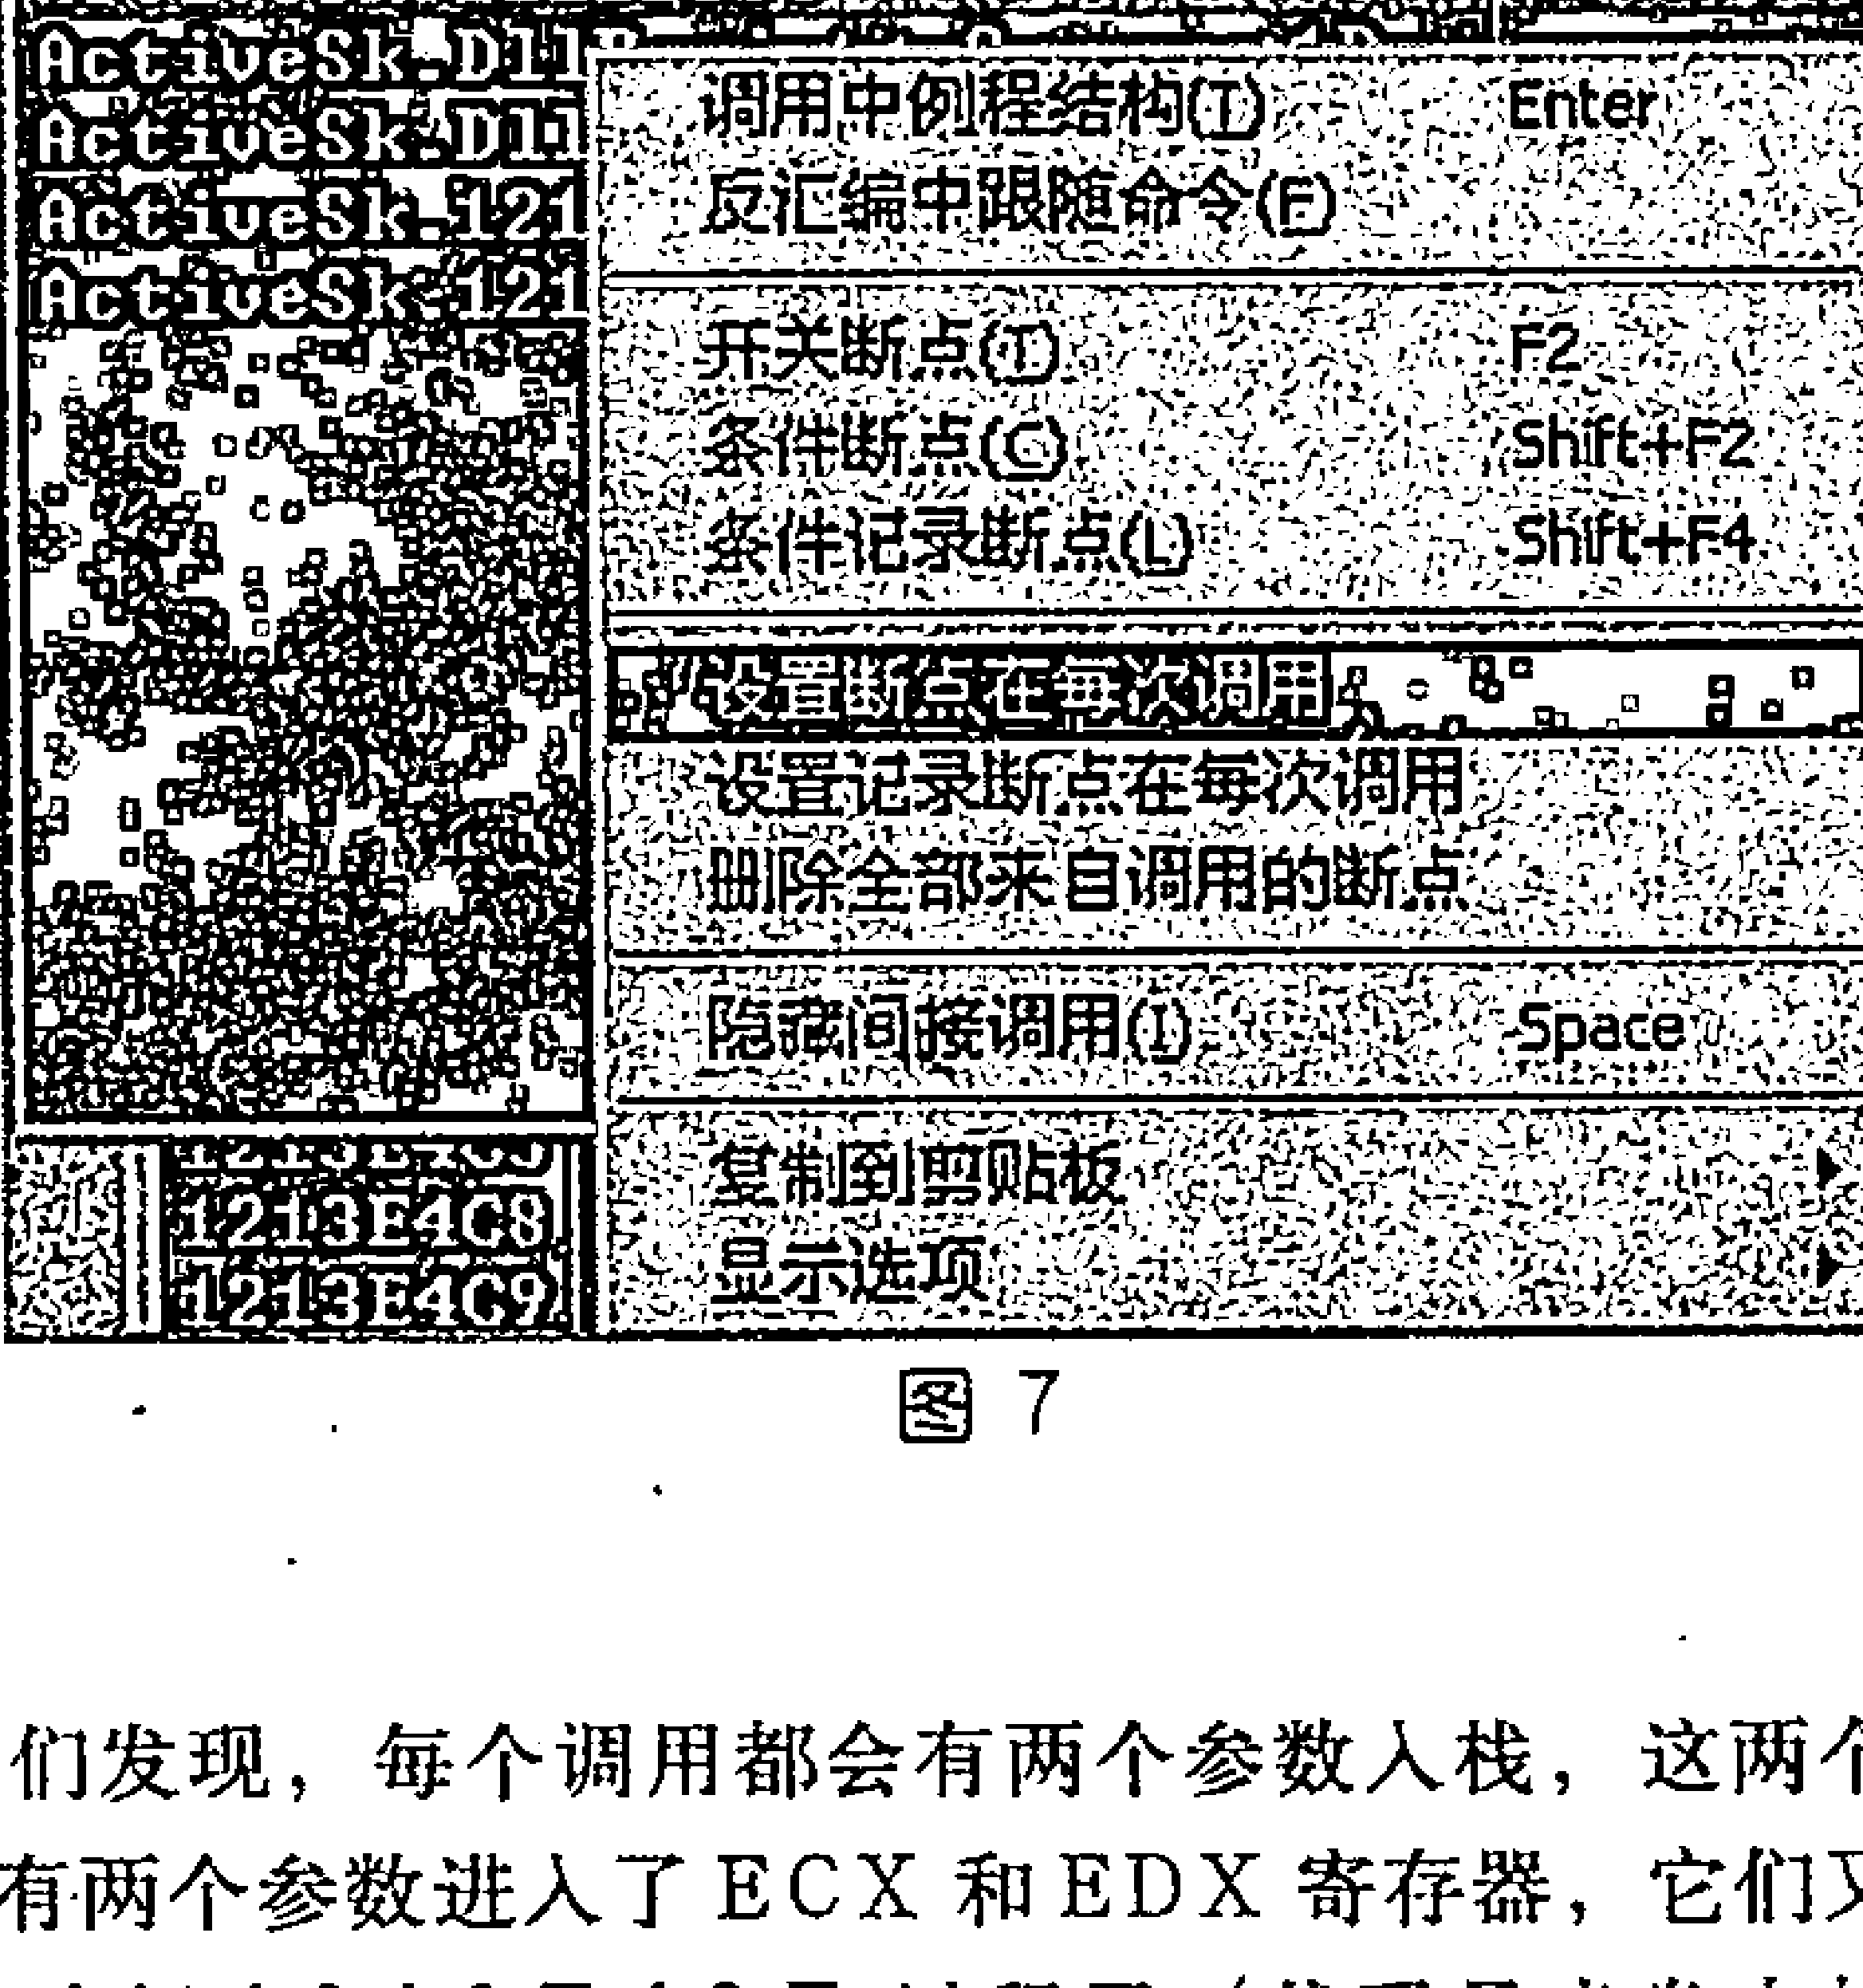 ActiveSk.Dll
ActiveSk.Dll
ActiveSk.121
ActiveSk.121
调用中例程结构(T) Enter
反汇编中跟随命令(F)
开关断点(T) F2
条件断点(C) Shift+F2
条件记录断点(L) Shift+F4
设置断点在每次调用
设置记录断点在每次调用
删除全部来自调用的断点
隐藏间接调用(I) Space
复制到剪贴板
显示选项
1213E4C8
1213E4C9
图 7
们发现，每个调用都会有两个参数入栈，这两个
有两个参数进入了ECX和EDX寄存器，它们又